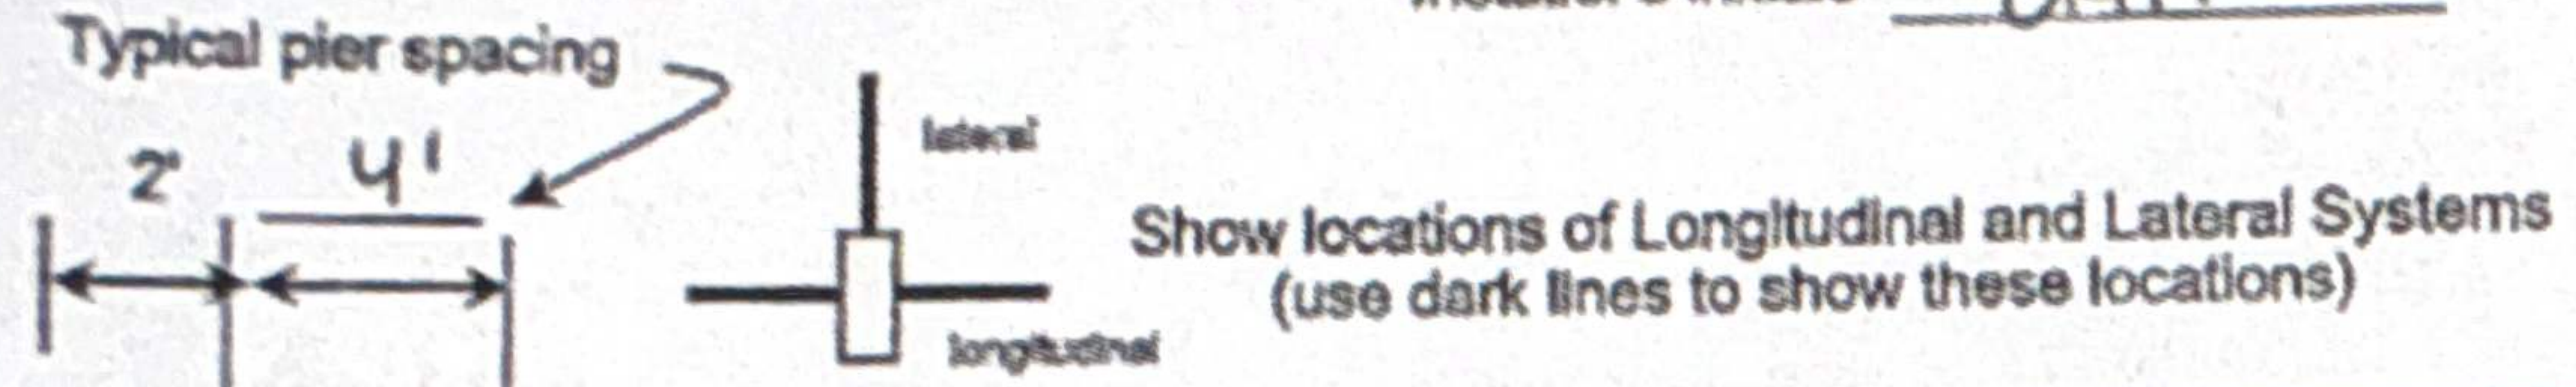 Typical pier spacing
2'
4'
lateral
longitudinal
Show locations of Longitudinal and Lateral Systems
(use dark lines to show these locations)